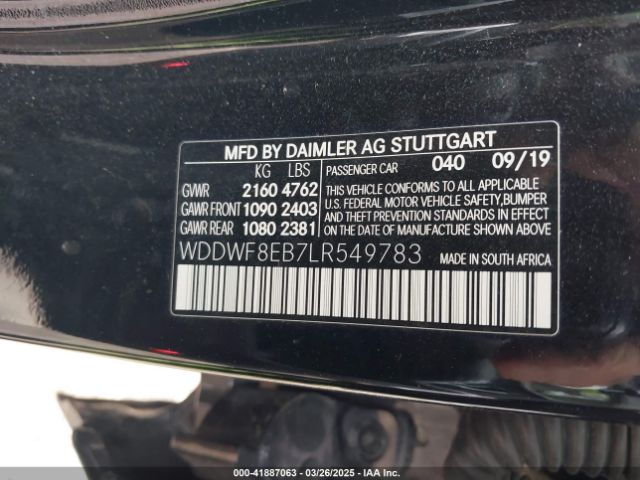 MFD BY DAIMLER AG STUTTGART
KG LBS PASSENGER CAR 040 09/19
GVWR 2160 4762
GAWR FRONT 1090 2403
GAWR REAR 1080 2381
THIS VEHICLE CONFORMS TO ALL APPLICABLE
U.S. FEDERAL MOTOR VEHICLE SAFETY,BUMPER
AND THEFT PREVENTION STANDARDS IN EFFECT
ON THE DATE OF MANUFACTURE SHOWN ABOVE
WDDWF8EB7LR549783 MADE IN SOUTH AFRICA
000-41887063 • 03/26/2025 • IAA Inc.